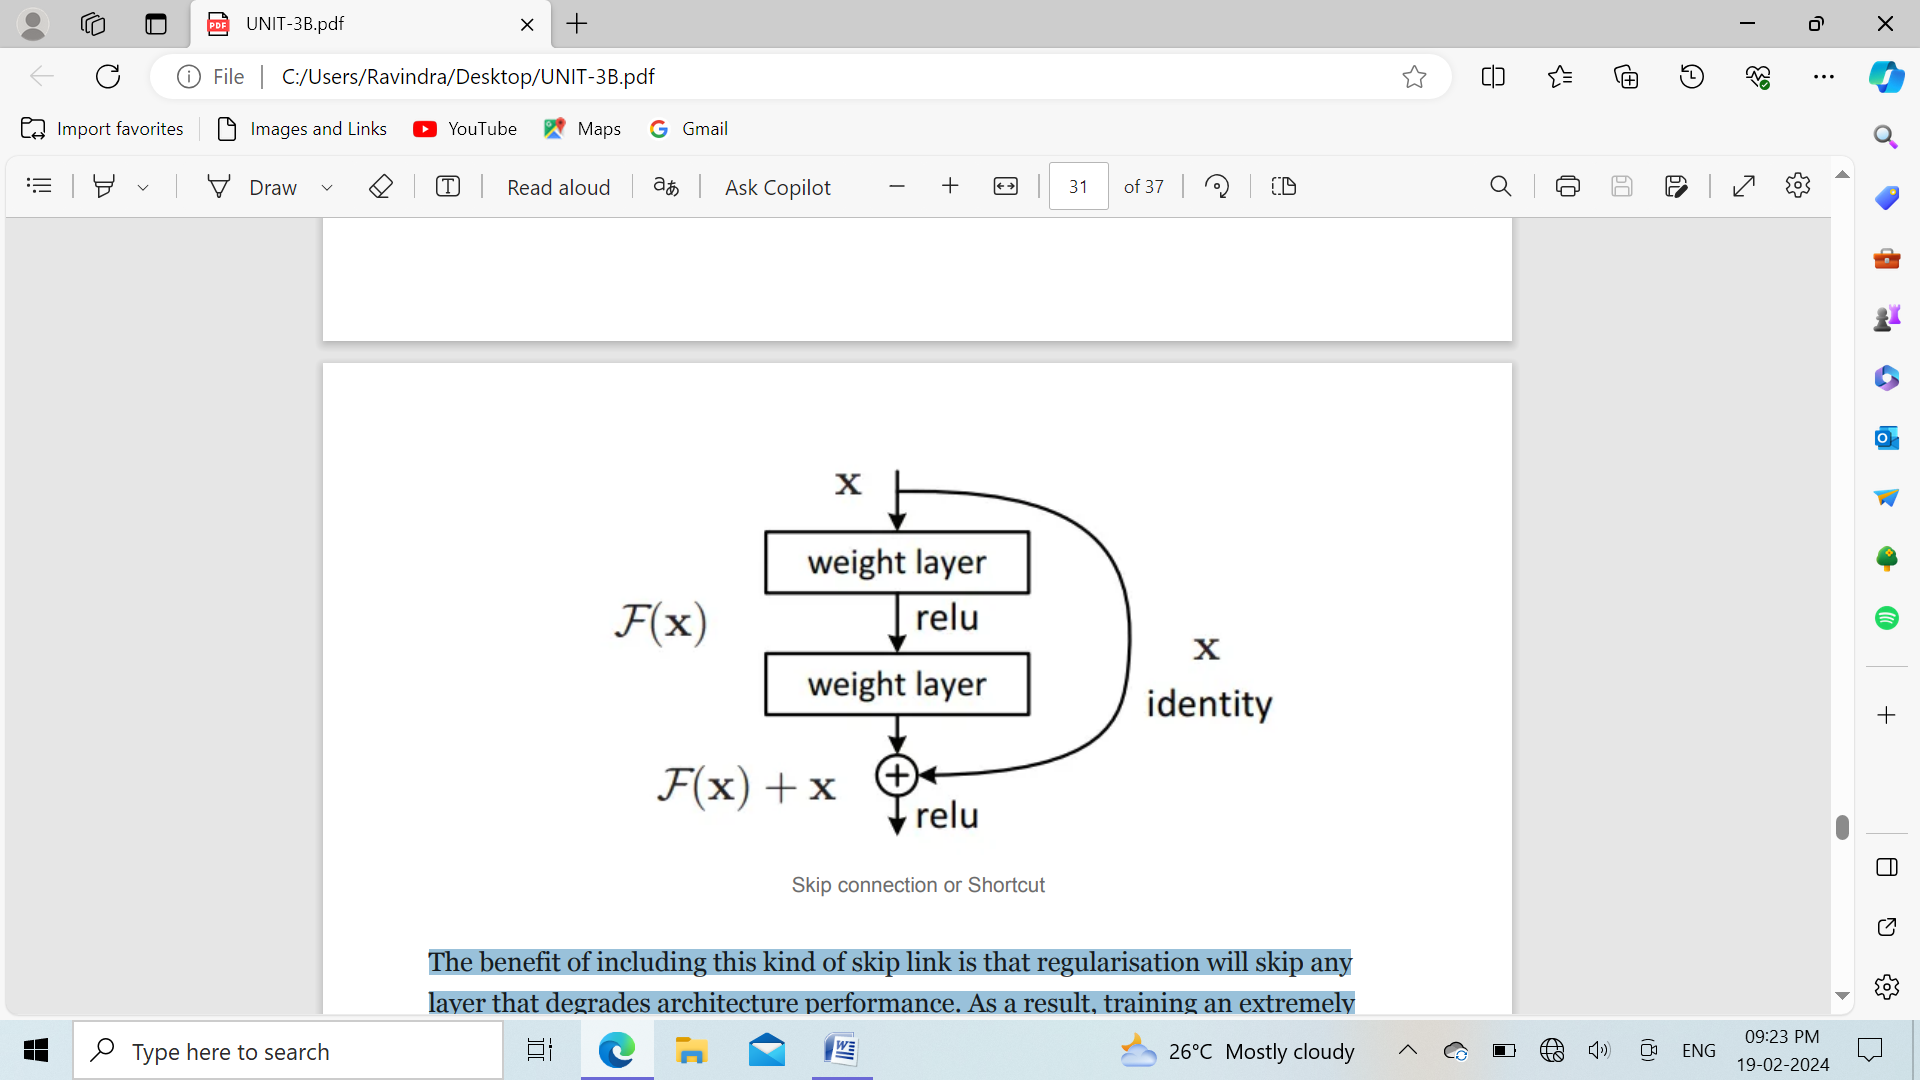 UNIT-3B.pdf
File
C:/Users/Ravindra/Desktop/UNIT-3B.pdf
Import favorites
Images and Links
YouTube
Maps
Gmail
Draw
Read aloud
Ask Copilot
31
of 37
x
weight layer
F(x)
relu
x
weight layer
identity
F(x) + x
+
relu
Skip connection or Shortcut
The benefit of including this kind of skip link is that regularisation will skip any
layer that degrades architecture performance. As a result, training an extremely
Type here to search
26°C Mostly cloudy
ENG
09:23 PM
19-02-2024